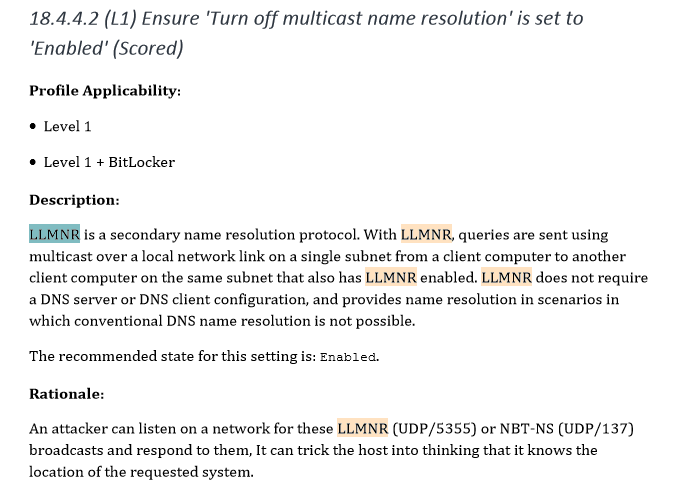 18.4.4.2 (L1) Ensure 'Turn off multicast name resolution' is set to
'Enabled' (Scored)
Profile Applicability:
• Level 1
• Level 1 + BitLocker
Description:
LLMNR is a secondary name resolution protocol. With LLMNR, queries are sent using
multicast over a local network link on a single subnet from a client computer to another
client computer on the same subnet that also has LLMNR enabled. LLMNR does not require
a DNS server or DNS client configuration, and provides name resolution in scenarios in
which conventional DNS name resolution is not possible.
The recommended state for this setting is: Enabled.
Rationale:
An attacker can listen on a network for these LLMNR (UDP/5355) or NBT-NS (UDP/137)
broadcasts and respond to them, It can trick the host into thinking that it knows the
location of the requested system.